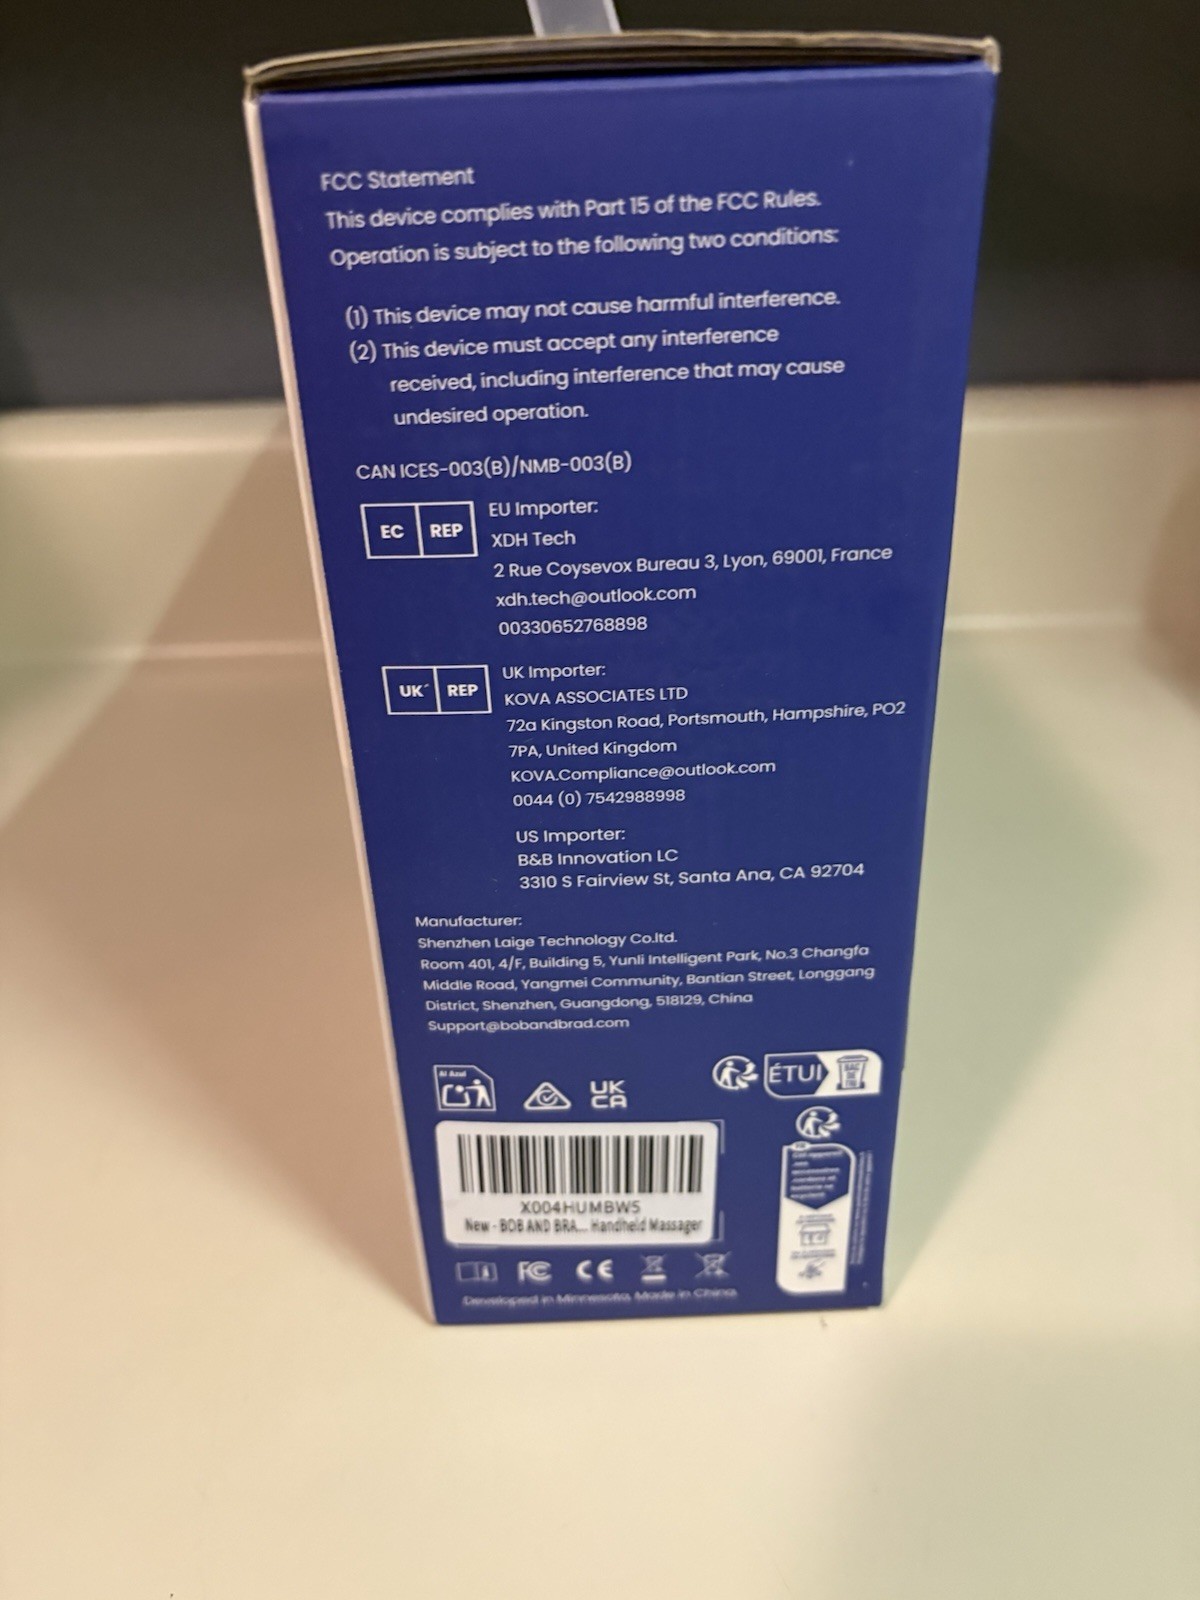 FCC Statement
This device complies with Part 15 of the FCC Rules.
Operation is subject to the following two conditions:
(1) This device may not cause harmful interference.
(2) This device must accept any interference
received, including interference that may cause
undesired operation.
CAN ICES-003(B)/NMB-003(B)
EC REP
EU Importer:
XDH Tech
2 Rue Coysevox Bureau 3, Lyon, 69001, France
xdh.tech@outlook.com
00330652768898
UK REP
UK Importer:
KOVA ASSOCIATES LTD
72a Kingston Road, Portsmouth, Hampshire, PO2
7PA, United Kingdom
KOVA.Compliance@outlook.com
0044 (0) 7542988998
US Importer:
B&B Innovation LC
3310 S Fairview St, Santa Ana, CA 92704
Manufacturer:
Shenzhen Laige Technology Co.ltd.
Room 401, 4/F, Building 5, Yunli Intelligent Park, No.3 Changfa
Middle Road, Yangmei Community, Bantian Street, Longgang
District, Shenzhen, Guangdong, 518129, China
Support@bobandbrad.com
Al Azul
UK
CA
ÉTUI
BAC
DE
TRI
X004HUMBW5
New - BOB AND BRA... Handheld Massager
FC CE
Developed in Minnesota, Made in China